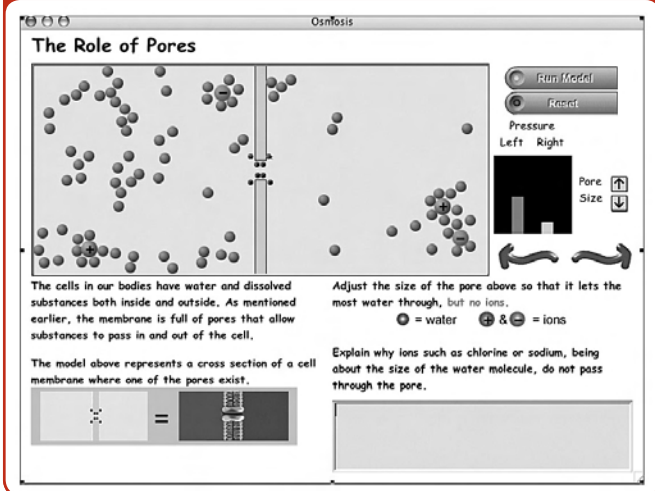 Osmosis
The Role of Pores
Run Model
Reset
Pressure
Left Right
Pore
Size
The cells in our bodies have water and dissolved
substances both inside and outside. As mentioned
earlier, the membrane is full of pores that allow
substances to pass in and out of the cell.
The model above represents a cross section of a cell
membrane where one of the pores exist.
=
Adjust the size of the pore above so that it lets the
most water through, but no ions.
= water + & - = ions
Explain why ions such as chlorine or sodium, being
about the size of the water molecule, do not pass
through the pore.